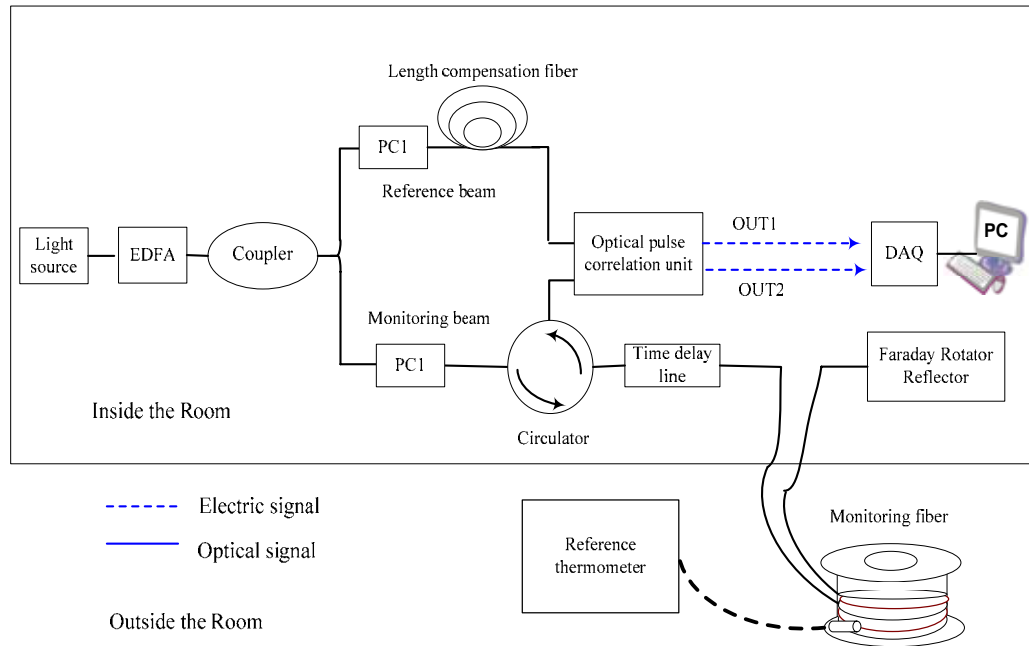 Length compensation fiber
PC1
Reference beam
Light
source
EDFA
Coupler
Optical pulse
correlation unit
OUT1
OUT2
DAQ
PC
Monitoring beam
PC1
Time delay
line
Faraday Rotator
Reflector
Inside the Room
Circulator
Electric signal
Optical signal
Reference
thermometer
Monitoring fiber
Outside the Room